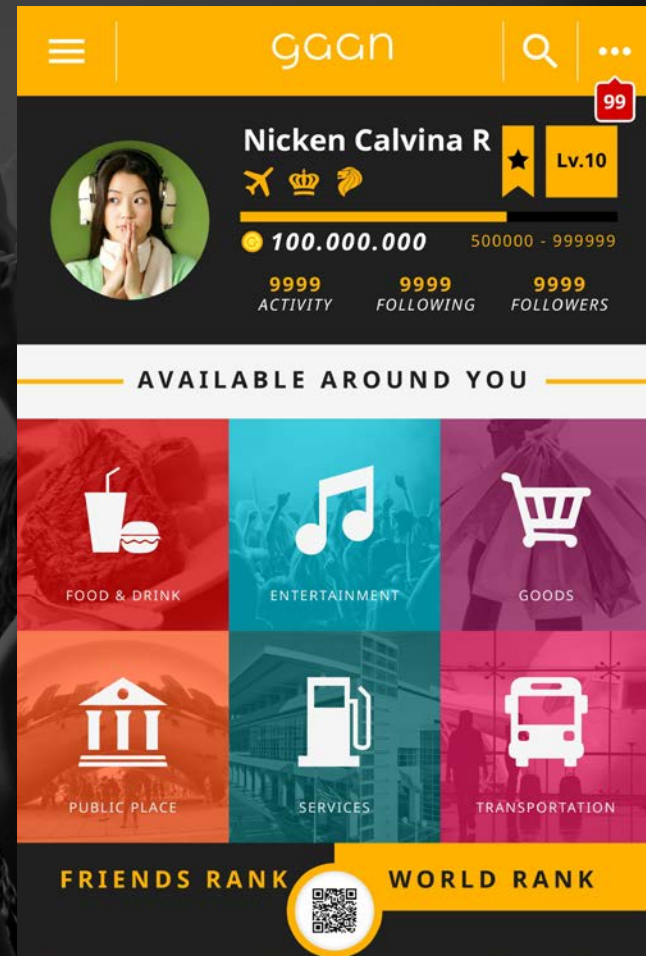 gaan
99
Nicken Calvina R
Lv.10
100.000.000
500000 - 999999
9999 9999 9999
ACTIVITY FOLLOWING FOLLOWERS
AVAILABLE AROUND YOU
FOOD & DRINK ENTERTAINMENT GOODS
PUBLIC PLACE SERVICES TRANSPORTATION
FRIENDS RANK WORLD RANK